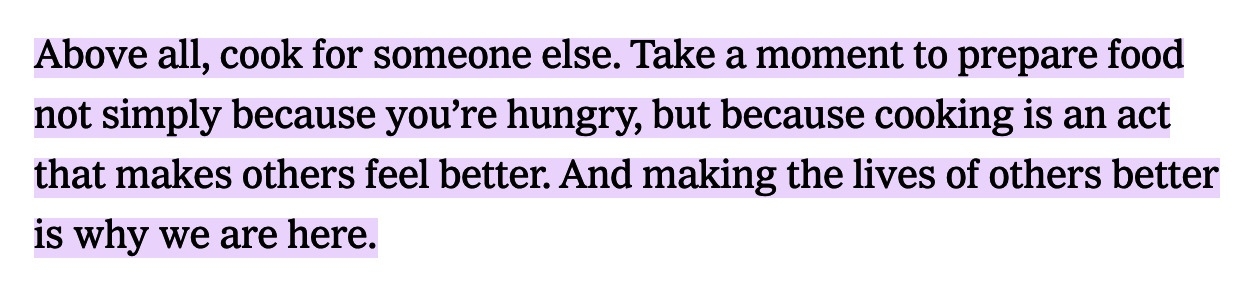 Above all, cook for someone else. Take a moment to prepare food
not simply because you’re hungry, but because cooking is an act
that makes others feel better. And making the lives of others better
is why we are here.